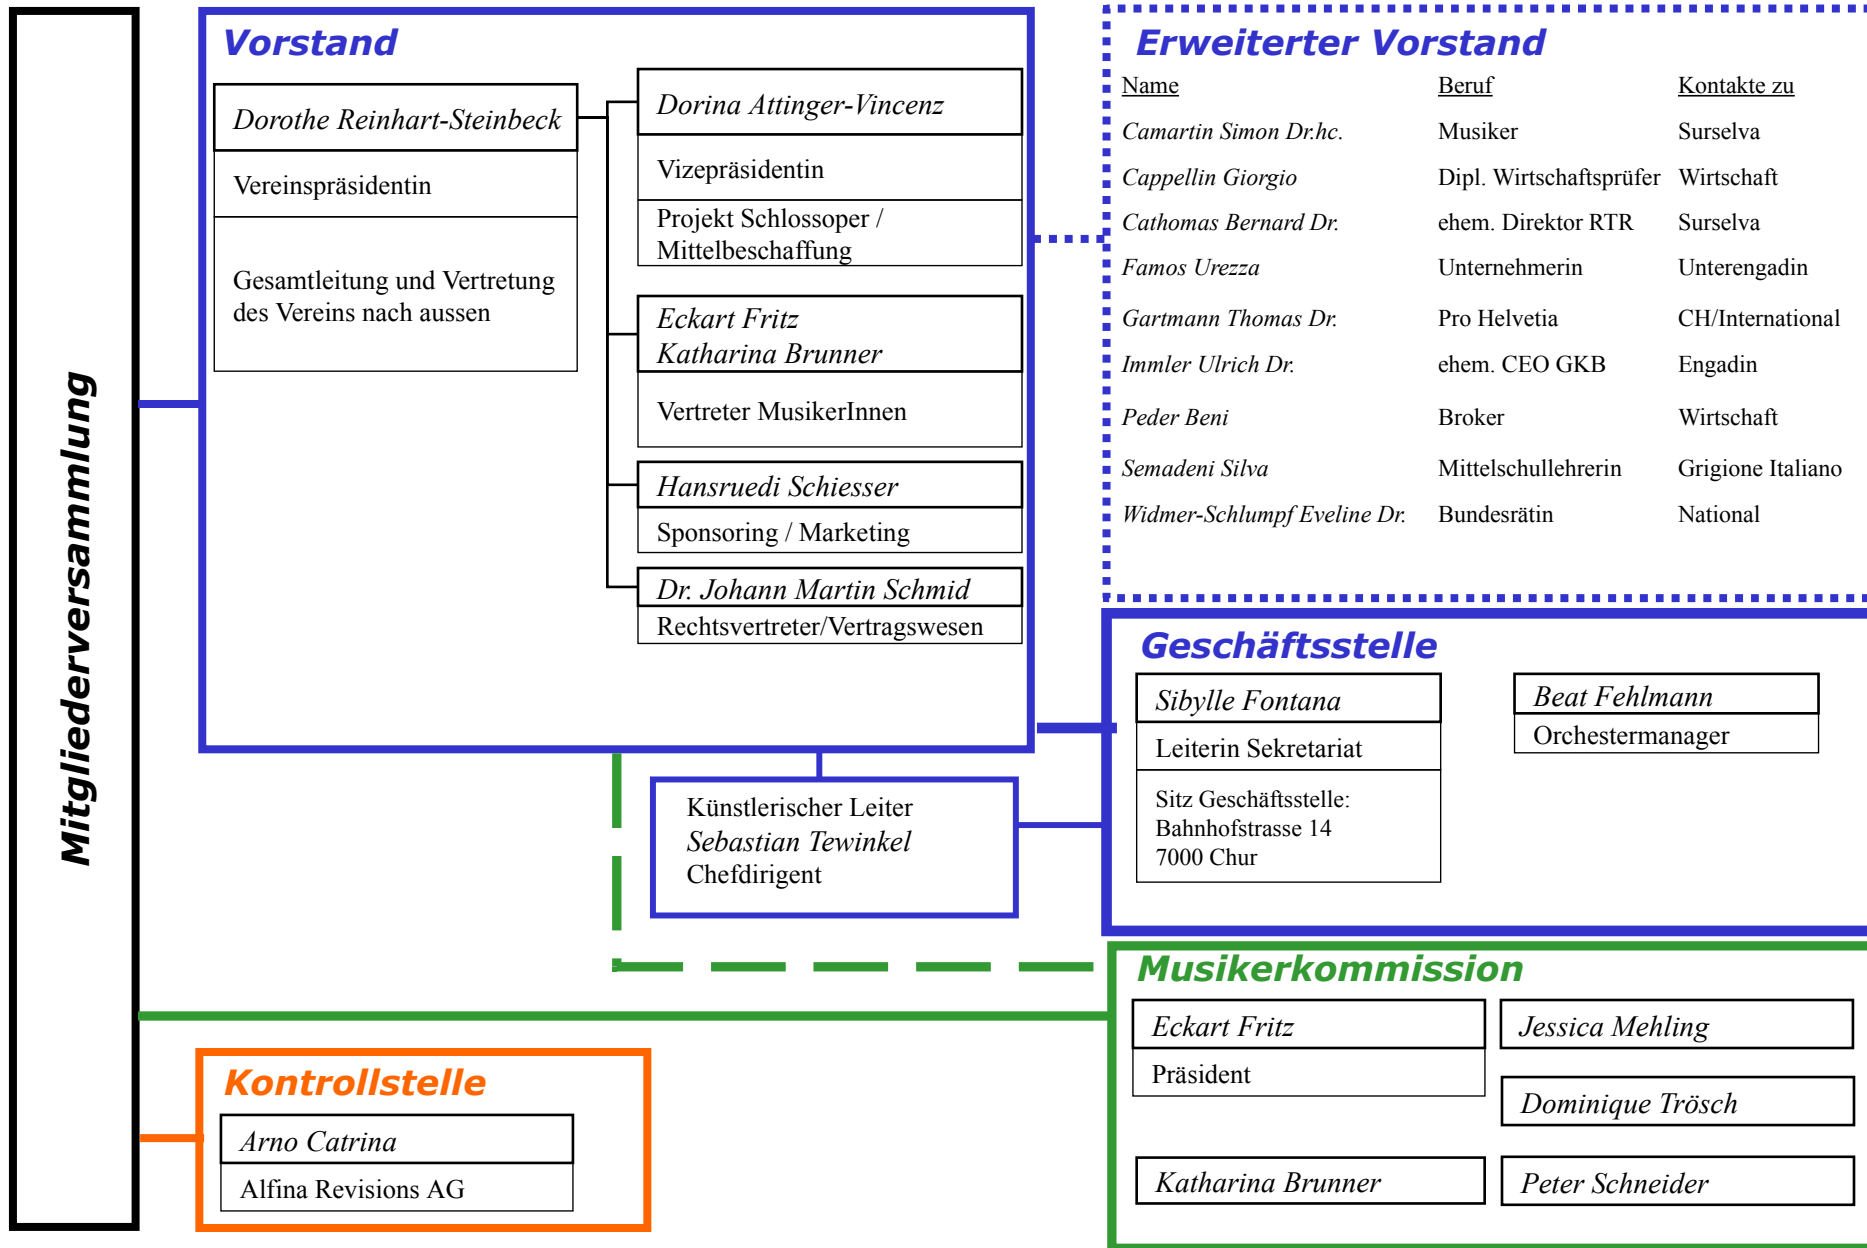 Mitgliederversammlung
Vorstand
Dorothe Reinhart-Steinbeck
Vereinspräsidentin
Gesamtleitung und Vertretung
des Vereins nach aussen
Dorina Attinger-Vincenz
Vizepräsidentin
Projekt Schlossoper /
Mittelbeschaffung
Eckart Fritz
Katharina Brunner
Vertreter MusikerInnen
Hansruedi Schiesser
Sponsoring / Marketing
Dr. Johann Martin Schmid
Rechtsvertreter/Vertragswesen
Erweiterter Vorstand
Name Beruf Kontakte zu
Camartin Simon Dr.hc. Musiker Surselva
Cappellin Giorgio Dipl. Wirtschaftsprüfer Wirtschaft
Cathomas Bernard Dr. ehem. Direktor RTR Surselva
Famos Urezza Unternehmerin Unterengadin
Gartmann Thomas Dr. Pro Helvetia CH/International
Immler Ulrich Dr. ehem. CEO GKB Engadin
Peder Beni Broker Wirtschaft
Semadeni Silva Mittelschullehrerin Grigione Italiano
Widmer-Schlumpf Eveline Dr. Bundesrätin National
Künstlerischer Leiter
Sebastian Tewinkel
Chefdirigent
Geschäftsstelle
Sibylle Fontana
Leiterin Sekretariat
Sitz Geschäftsstelle:
Bahnhofstrasse 14
7000 Chur
Beat Fehlmann
Orchestermanager
Musikerkommission
Eckart Fritz
Präsident
Katharina Brunner
Jessica Mehling
Dominique Trösch
Peter Schneider
Kontrollstelle
Arno Catrina
Alfina Revisions AG